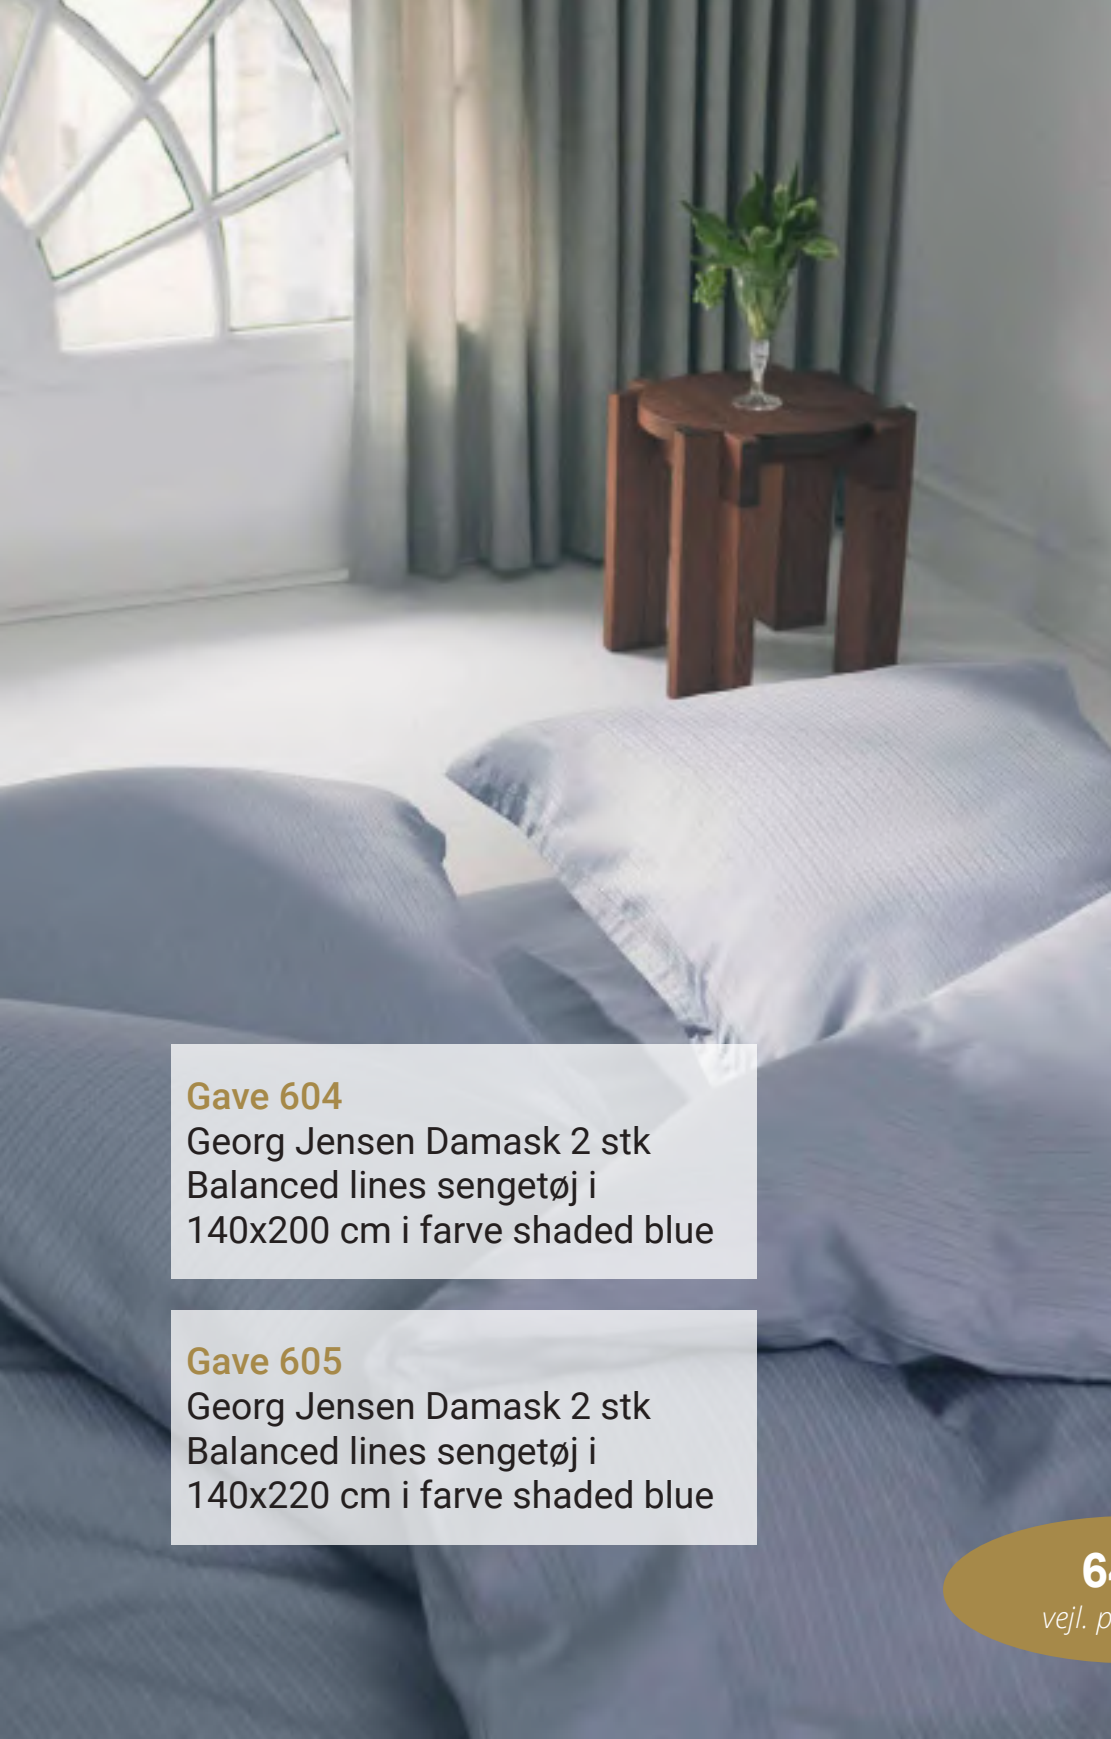 Gave 604
Georg Jensen Damask 2 stk
Balanced lines sengetøj i
140x200 cm i farve shaded blue
Gave 605
Georg Jensen Damask 2 stk
Balanced lines sengetøj i
140x220 cm i farve shaded blue
vejl.